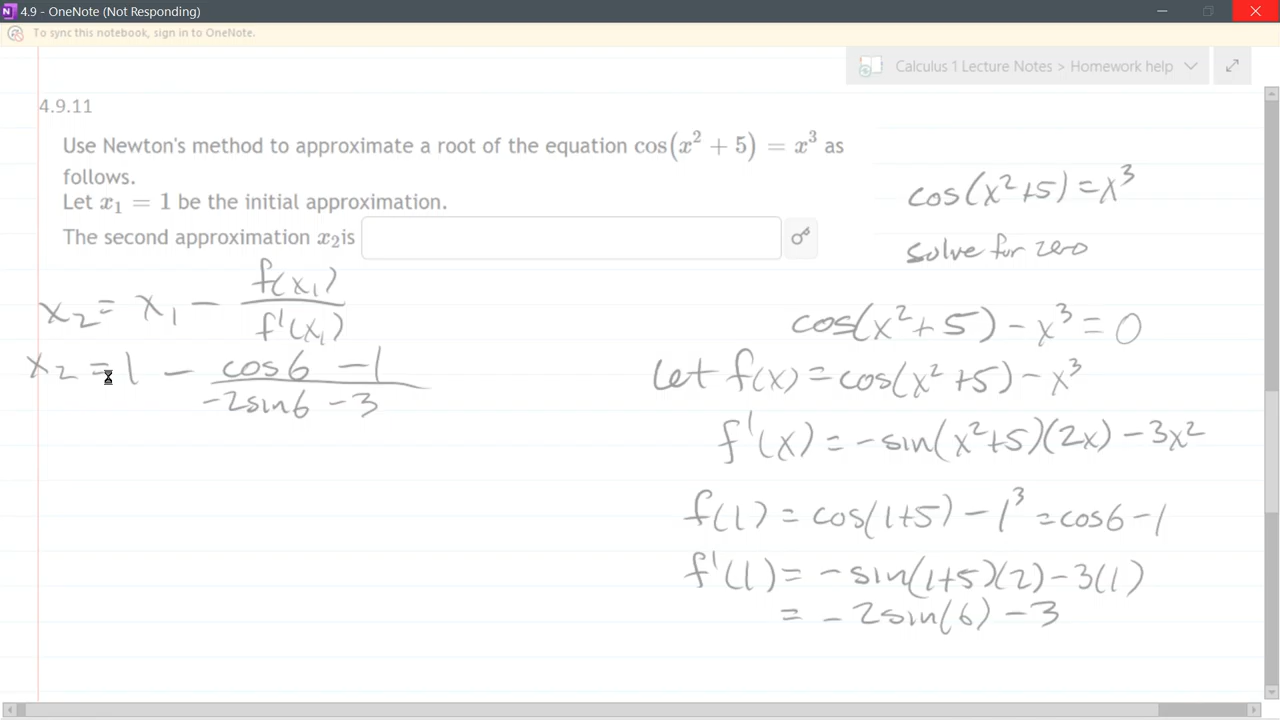 4.9 - OneNote (Not Responding)
To sync this notebook, sign in to OneNote.
Calculus 1 Lecture Notes > Homework help
4.9.11
Use Newton's method to approximate a root of the equation cos(x² + 5) = x³ as
follows.
Let x₁ = 1 be the initial approximation.
The second approximation x₂is
x₂ = x₁ - f(x₁)/f'(x₁)
x₂ = 1 - (cos6 - 1)/(-2sin6 - 3)
cos(x²+5)=x³
solve for zero
cos(x²+5) - x³ = 0
Let f(x) = cos(x²+5) - x³
f'(x) = -sin(x²+5)(2x) - 3x²
f(1) = cos(1+5) - 1³ = cos6 - 1
f'(1) = -sin(1+5)(2) - 3(1)
= -2sin(6) - 3